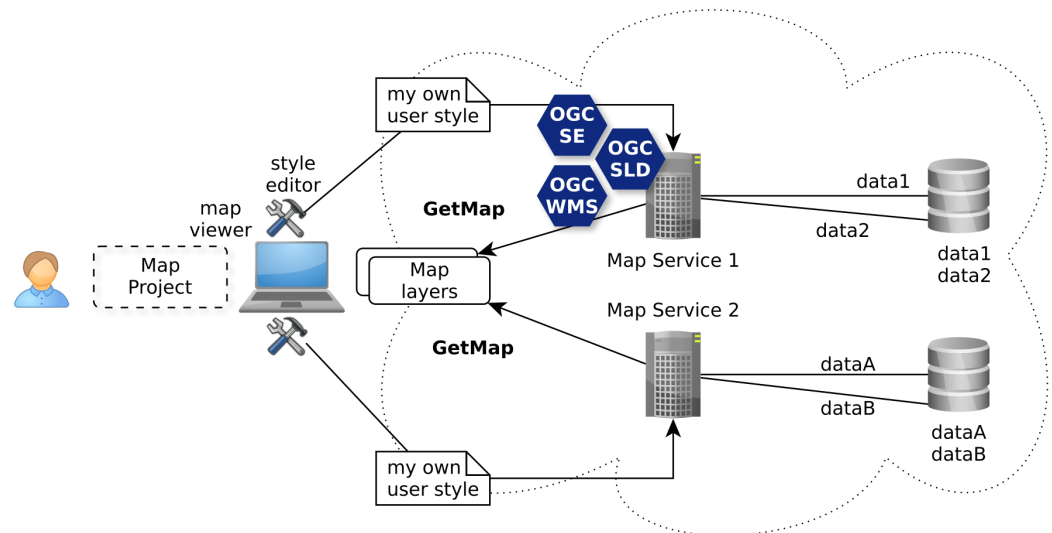 my own
user style
OGC
SE
OGC
SLD
OGC
WMS
style
editor
map
viewer
GetMap
data1
data2
data1
data2
Map Service 1
Map
Project
Map
layers
Map Service 2
GetMap
dataA
dataB
dataA
dataB
my own
user style